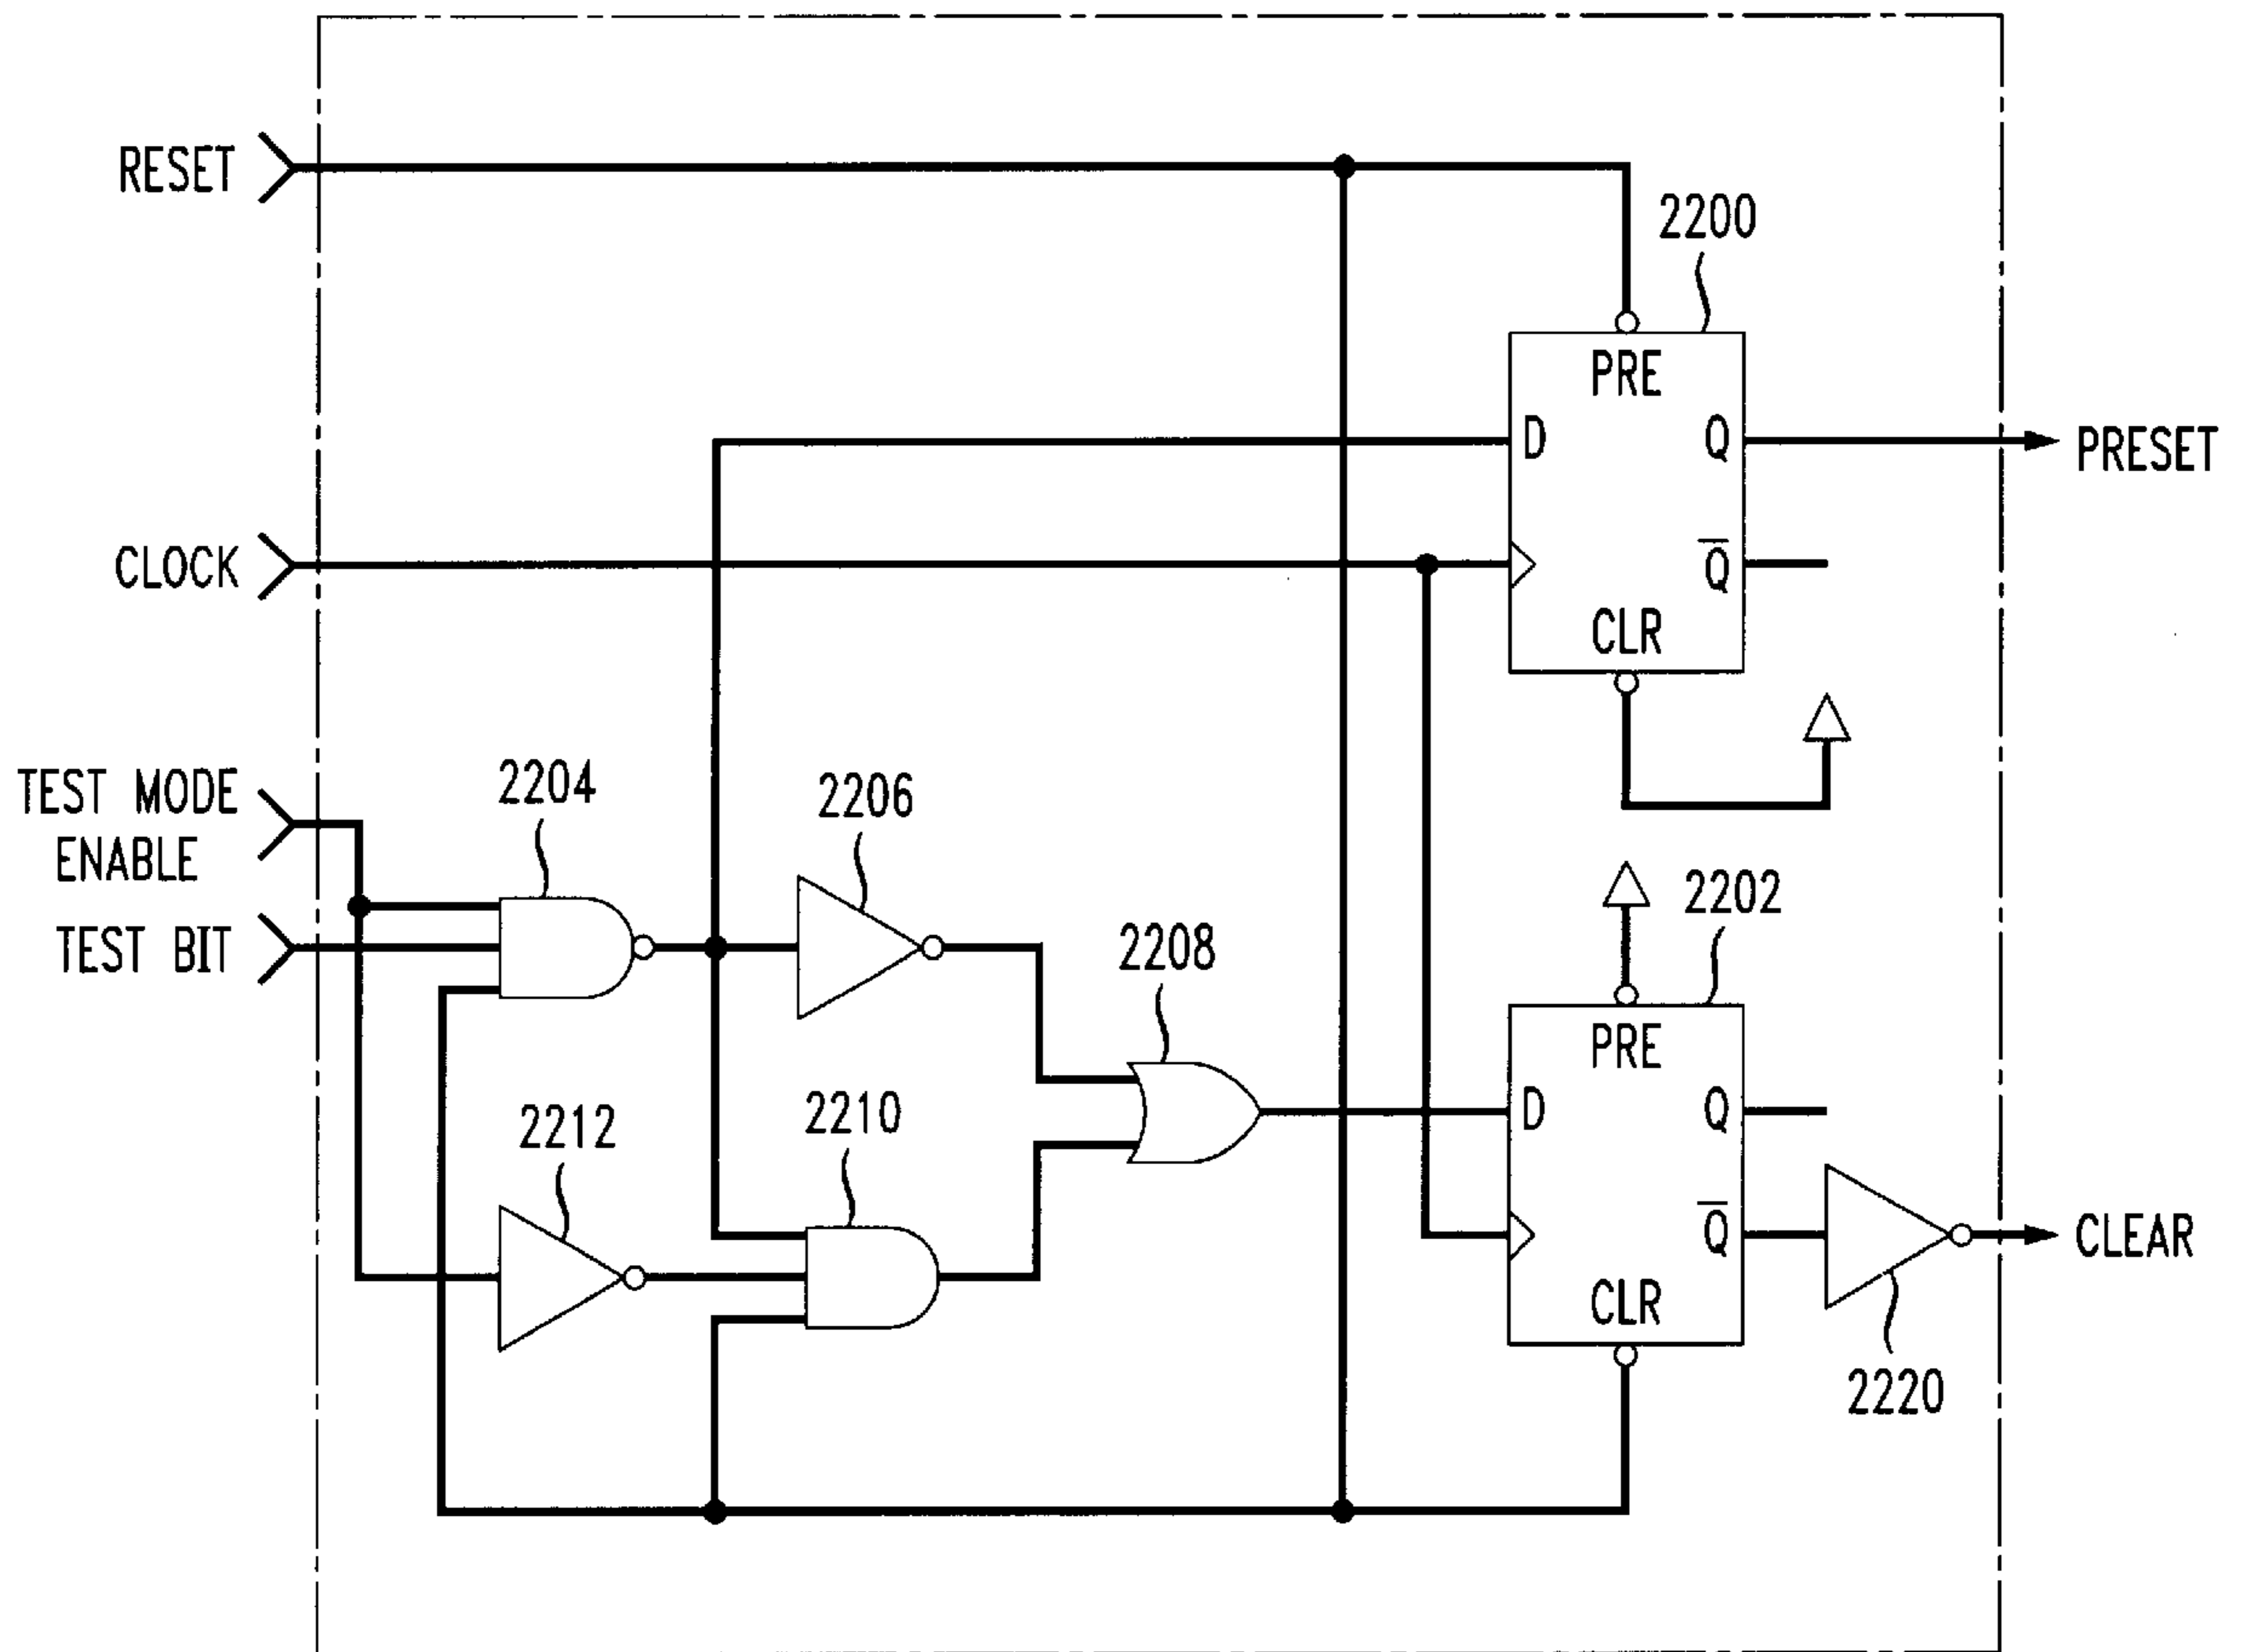 RESET
2200
PRE
D
Q
PRESET
CLOCK
Q̅
CLR
TEST MODE
ENABLE
2204
2206
TEST BIT
2208
2202
PRE
2212
2210
D
Q
Q̅
CLEAR
CLR
2220